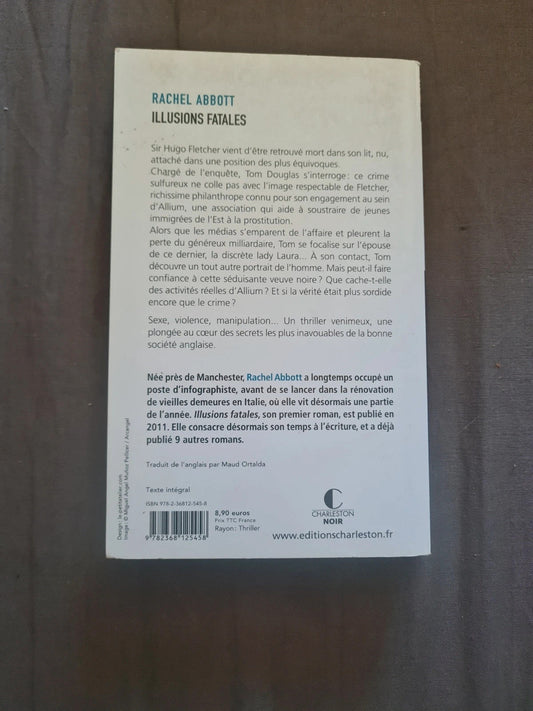 RACHEL ABBOTT
ILLUSIONS FATALES
Sir Hugo Fletcher vient d'être retrouvé mort dans son lit, nu,
attaché dans une position des plus équivoques.
Chargé de l'enquête, Tom Douglas s'interroge : ce crime
sulfureux ne colle pas avec l'image respectable de Fletcher,
richissime philanthrope connu pour son engagement au sein
d'Allium, une association qui aide à soustraire de jeunes
immigrées de l'Est à la prostitution.
Alors que les médias s'emparent de l'affaire et pleurent la
perte du généreux milliardaire, Tom se focalise sur l'épouse
de ce dernier, la discrète lady Laura... À son contact, Tom
découvre un tout autre portrait de l'homme. Mais peut-il faire
confiance à cette séduisante veuve noire ? Que cache-t-elle
des activités réelles d'Allium ? Et si la vérité était plus sordide
encore que le crime ?
Sexe, violence, manipulation... Un thriller venimeux, une
plongée au cœur des secrets les plus inavouables de la bonne
société anglaise.
Née près de Manchester, Rachel Abbott a longtemps occupé un
poste d'infographiste, avant de se lancer dans la rénovation
de vieilles demeures en Italie, où elle vit désormais une partie
de l'année. Illusions fatales, son premier roman, est publié en
2011. Elle consacre désormais son temps à l'écriture, et a déjà
publié 9 autres romans.
Traduit de l'anglais par Maud Ortalda
Texte intégral
ISBN 978-2-36812-545-8
9 782368 125458
8,90 euros
Prix TTC France
Rayon : Thriller
CHARLESTON
NOIR
www.editionscharleston.fr
Design : le-petitatelier.com
Image : © Miguel Angel Muñoz Pellicer / Arcangel